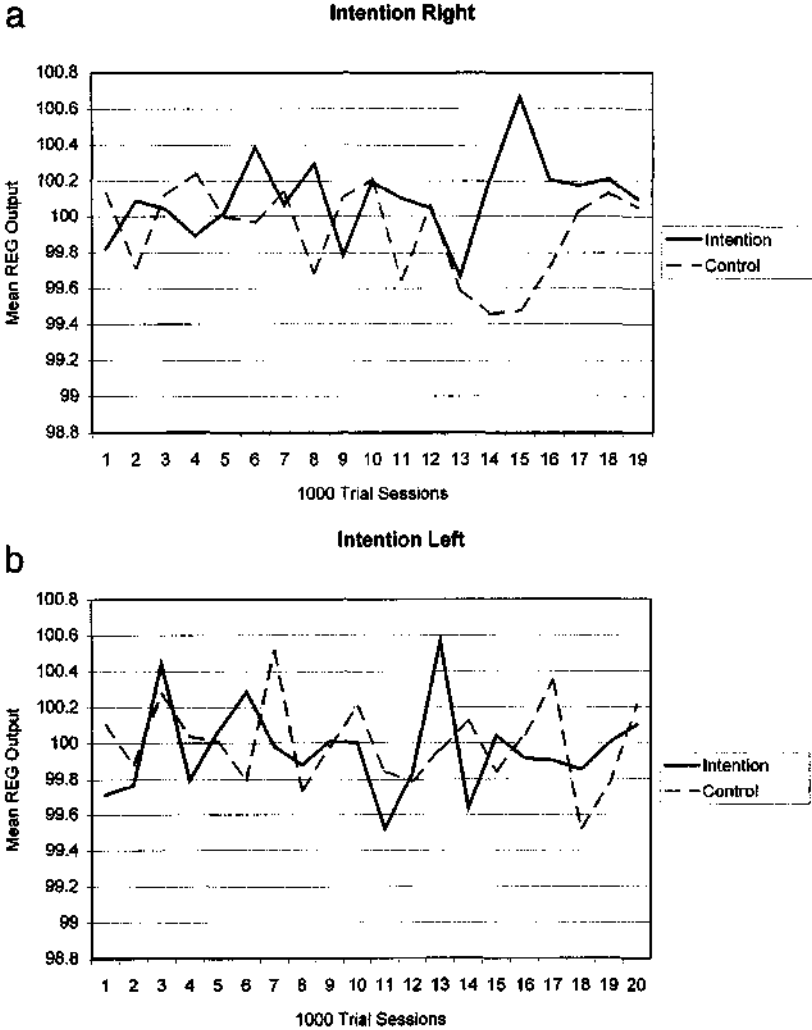 a
Intention Right
100.8
100.6
100.4
100.2
100
99.8
99.6
99.4
99.2
99
98.8
Mean REG Output
1 2 3 4 5 6 7 8 9 10 11 12 13 14 15 16 17 18 19
1000 Trial Sessions
Intention
Control
b
Intention Left
100.8
100.6
100.4
100.2
100
99.8
99.6
99.4
99.2
99
98.8
Mean REG Output
1 2 3 4 5 6 7 8 9 10 11 12 13 14 15 16 17 18 19 20
1000 Trial Sessions
Intention
Control